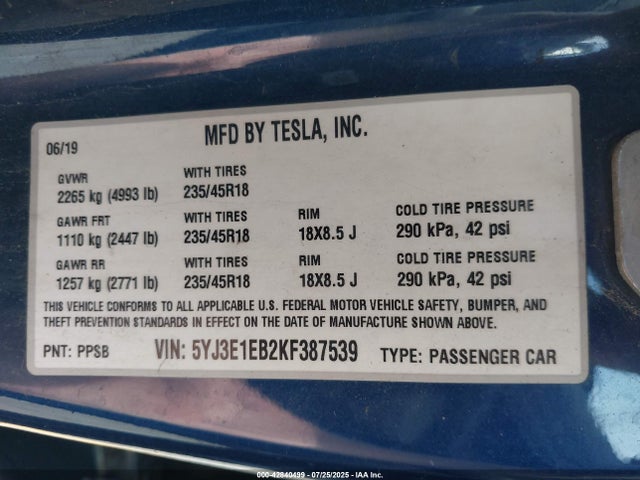 06/19
MFD BY TESLA, INC.
GVWR
WITH TIRES
2265 kg (4993 lb)
235/45R18
GAWR FRT
WITH TIRES
RIM
COLD TIRE PRESSURE
1110 kg (2447 lb)
235/45R18
18X8.5 J
290 kPa, 42 psi
GAWR RR
WITH TIRES
RIM
COLD TIRE PRESSURE
1257 kg (2771 lb)
235/45R18
18X8.5 J
290 kPa, 42 psi
THIS VEHICLE CONFORMS TO ALL APPLICABLE U.S. FEDERAL MOTOR VEHICLE SAFETY, BUMPER, AND
THEFT PREVENTION STANDARDS IN EFFECT ON THE DATE OF MANUFACTURE SHOWN ABOVE.
PNT: PPSB
VIN: 5YJ3E1EB2KF387539
TYPE: PASSENGER CAR
000-42840499 - 07/25/2025 - IAA Inc.